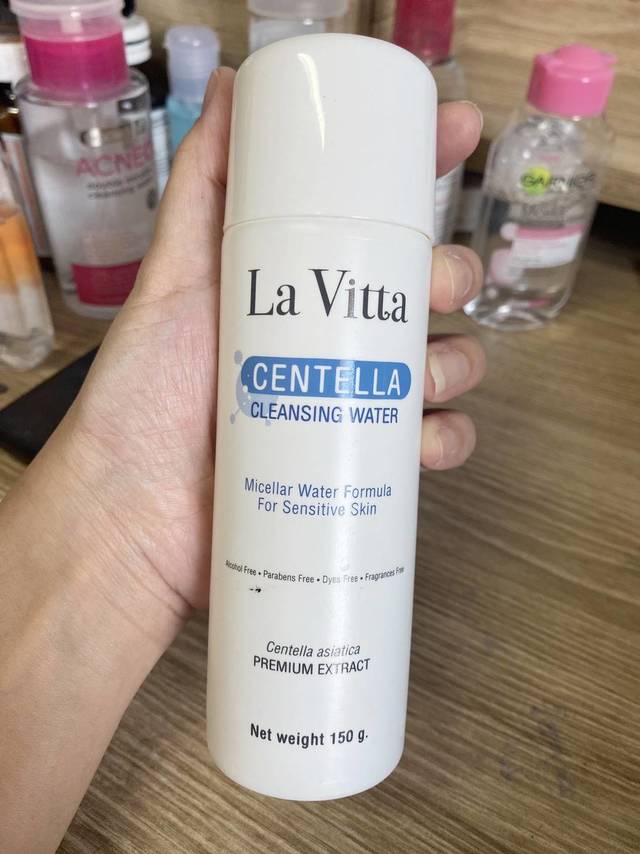 La Vitta
CENTELLA
CLEANSING WATER
Micellar Water Formula
For Sensitive Skin
Alcohol Free • Parabens Free • Dyes Free • Fragrances Free
Centella asiatica
PREMIUM EXTRACT
Net weight 150 g.
GARNIER